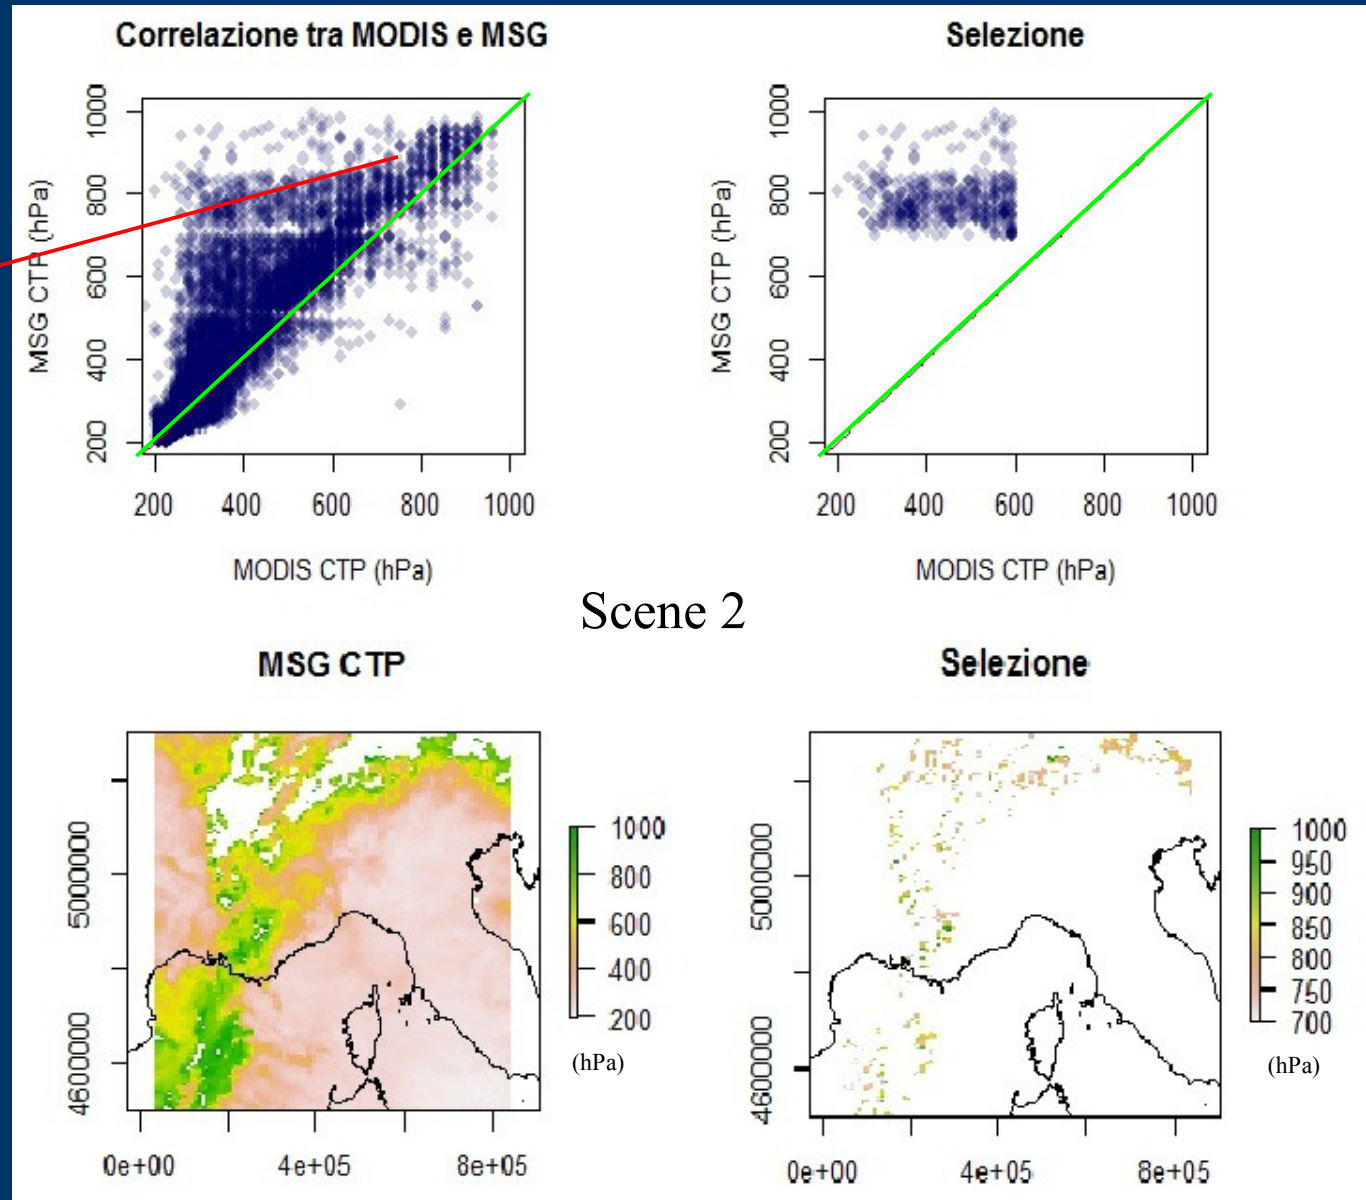 Correlazione tra MODIS e MSG
Selezione
MSG CTP (hPa)
1000
800
600
400
200
200 400 600 800 1000
MODIS CTP (hPa)
MSG CTP (hPa)
1000
800
600
400
200
200 400 600 800 1000
MODIS CTP (hPa)
Scene 2
MSG CTP
Selezione
5000000
4600000
0e+00 4e+05 8e+05
1000
800
600
400
200
(hPa)
5000000
4600000
0e+00 4e+05 8e+05
1000
950
900
850
800
750
700
(hPa)